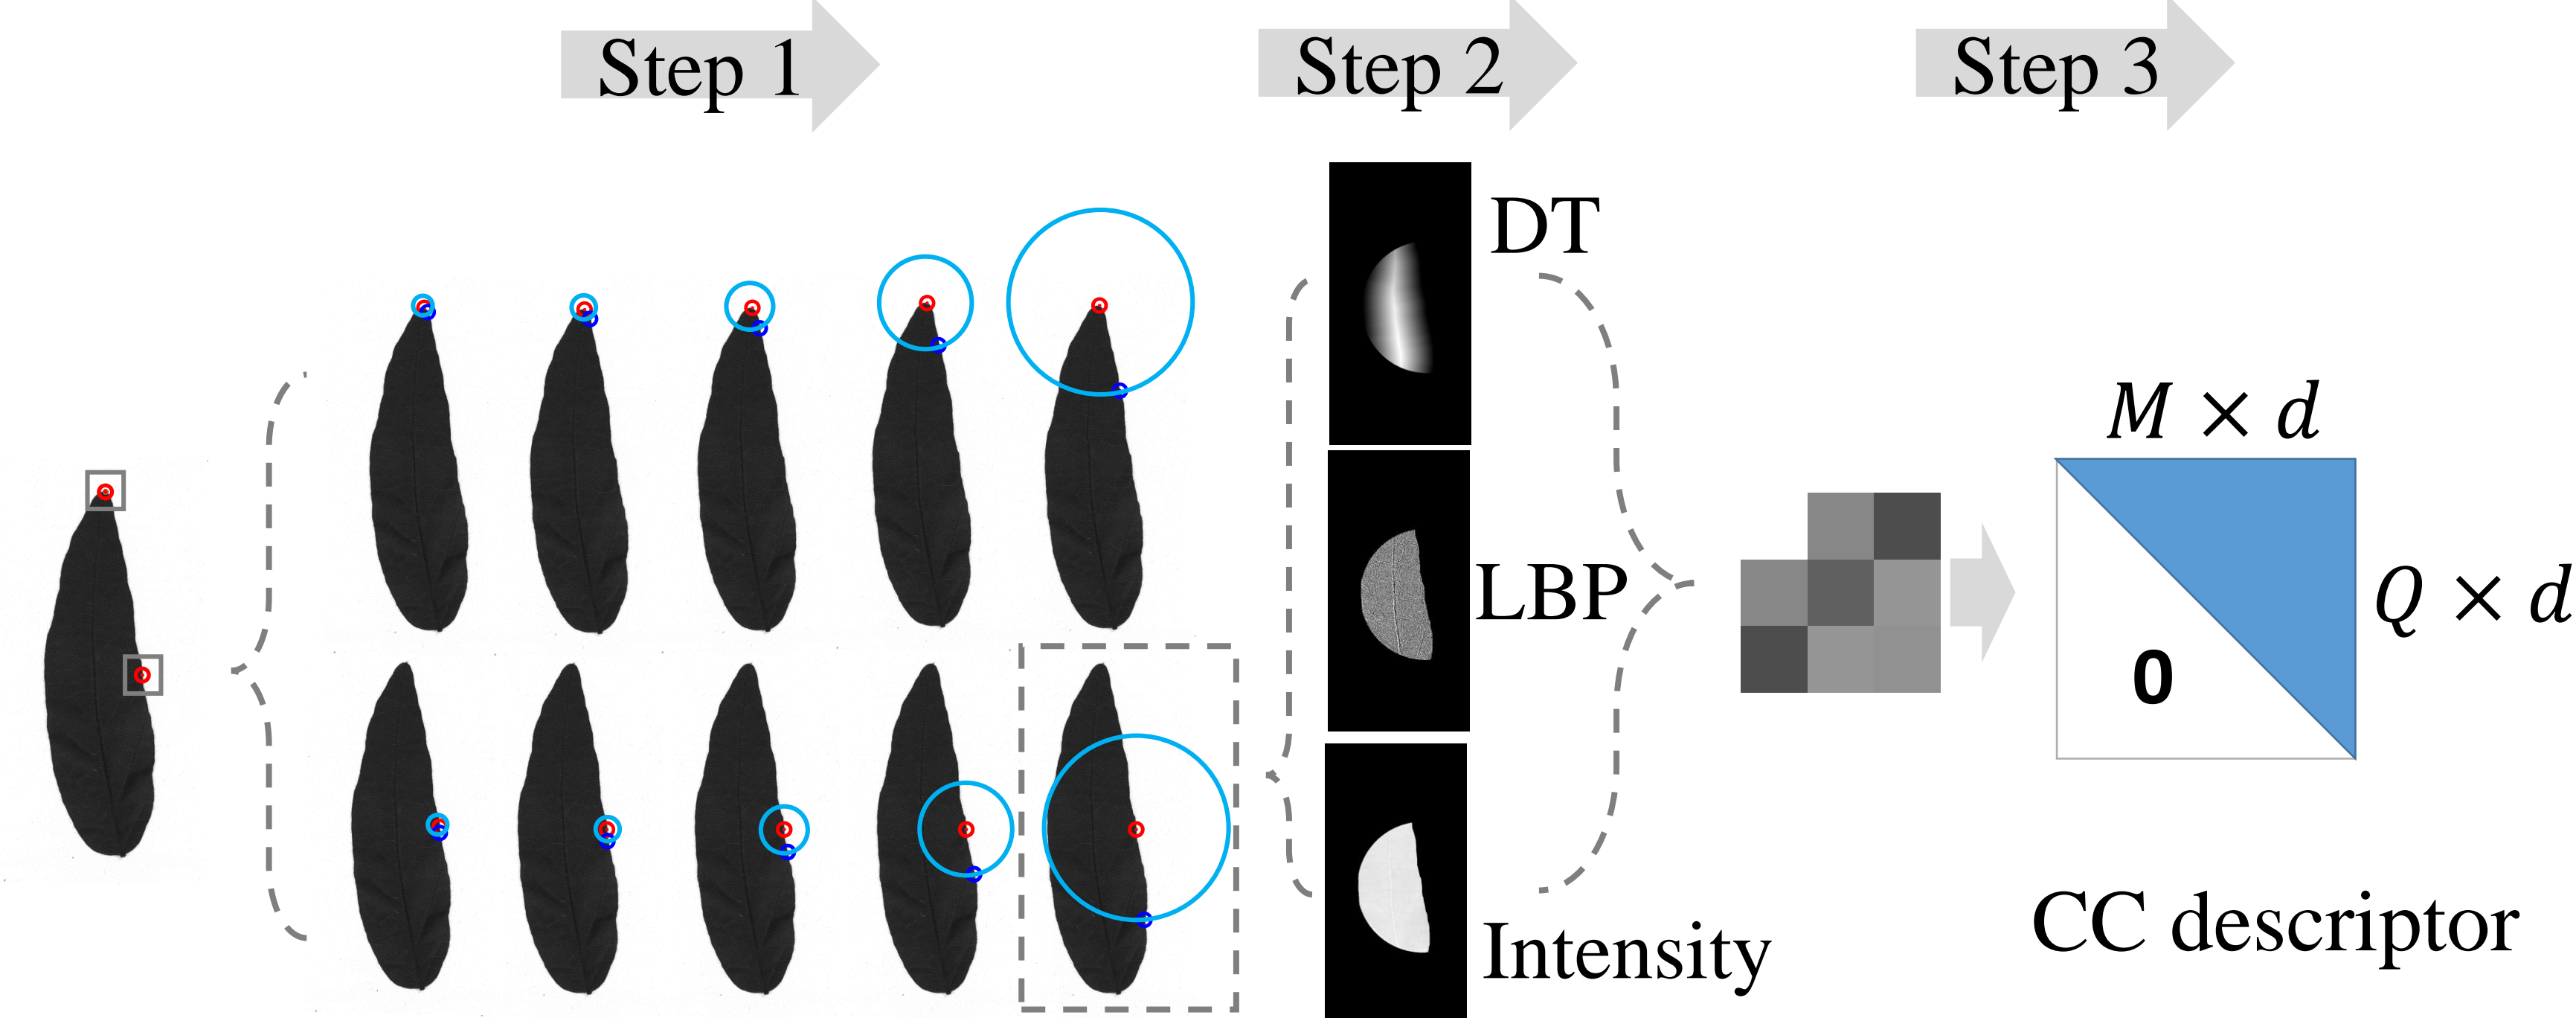 Step 1
Step 2
Step 3
DT
LBP
Intensity
M × d
Q × d
0
CC descriptor